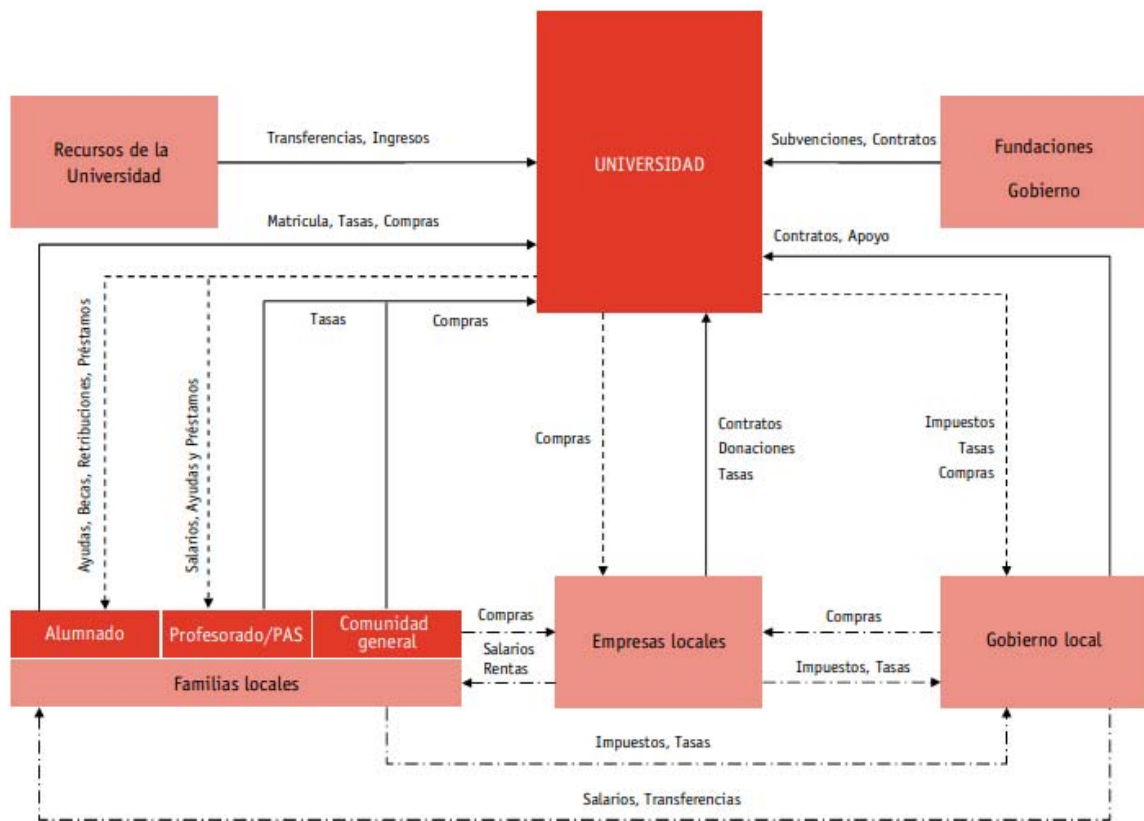 Recursos de la
Universidad
Transferencias, Ingresos
UNIVERSIDAD
Subvenciones, Contratos
Fundaciones
Gobierno
Matricula, Tasas, Compras
Contratos, Apoyo
Tasas
Compras
Ayudas, Becas, Retribuciones, Préstamos
Salarios, Ayudas y Préstamos
Compras
Contratos
Donaciones
Tasas
Impuestos
Tasas
Compras
Alumnado
Profesorado/PAS
Comunidad
general
Familias locales
Compras
Salarios
Rentas
Empresas locales
Compras
Impuestos, Tasas
Gobierno local
Impuestos, Tasas
Salarios, Transferencias